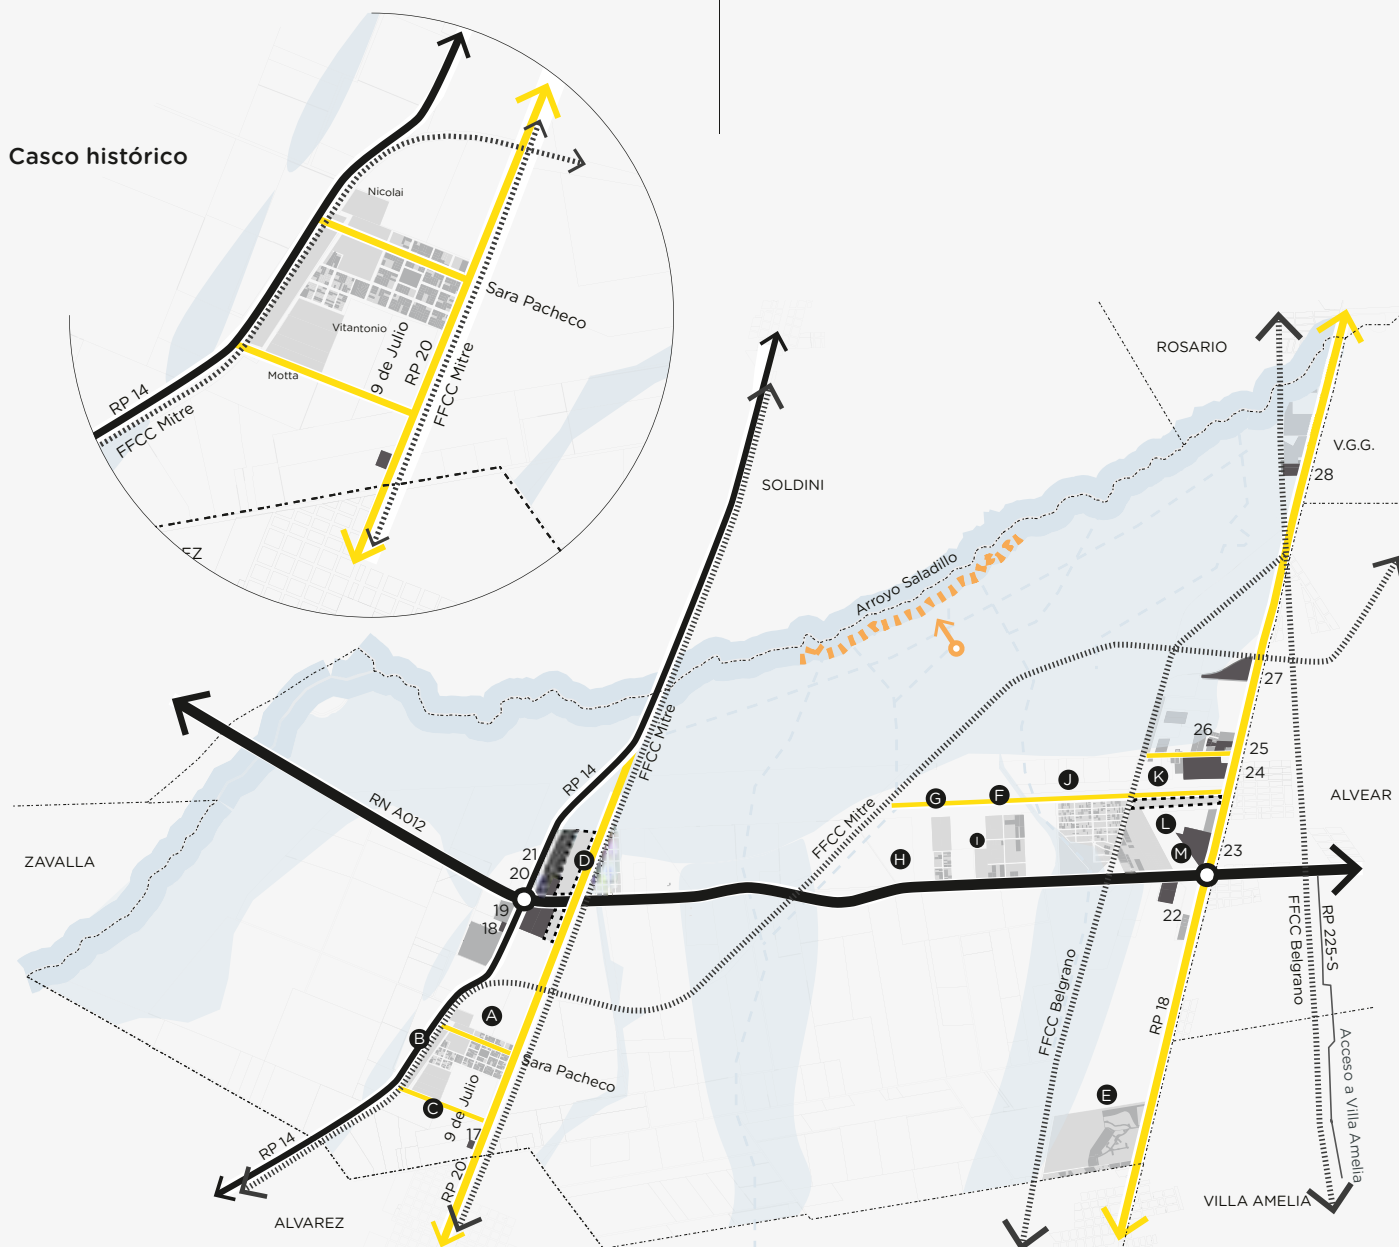 Casco histórico
Nicolai
Sara Pacheco
Vitantonio
9 de Julio
RP 20
FFCC Mitre
Motta
RP 14
FFCC Mitre
EZ
ROSARIO
V.G.G.
28
SOLDINI
Arroyo Saladillo
27
FFCC Mitre
RP 14
26
25
24
RN A012
J
K
G
F
ALVEAR
FFCC Mitre
L
I
ZAVALLA
21
20
D
H
M
23
19
18
22
FFCC Belgrano
RP 225-S
FFCC Belgrano
A
B
RP 18
Sara Pacheco
Acceso a Villa Amelia
C
9 de Julio
E
17
RP 14
RP 20
ALVAREZ
VILLA AMELIA